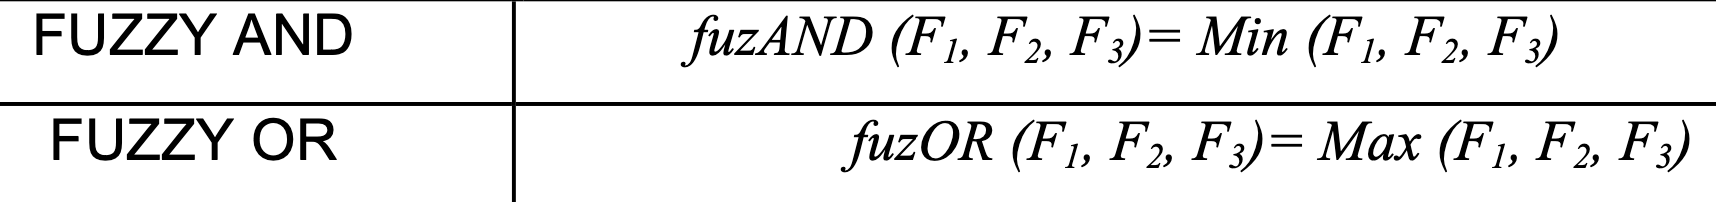 FUZZY AND fuzAND (F₁, F₂, F₃)= Min (F₁, F₂, F₃)
FUZZY OR fuzOR (F₁, F₂, F₃)= Max (F₁, F₂, F₃)